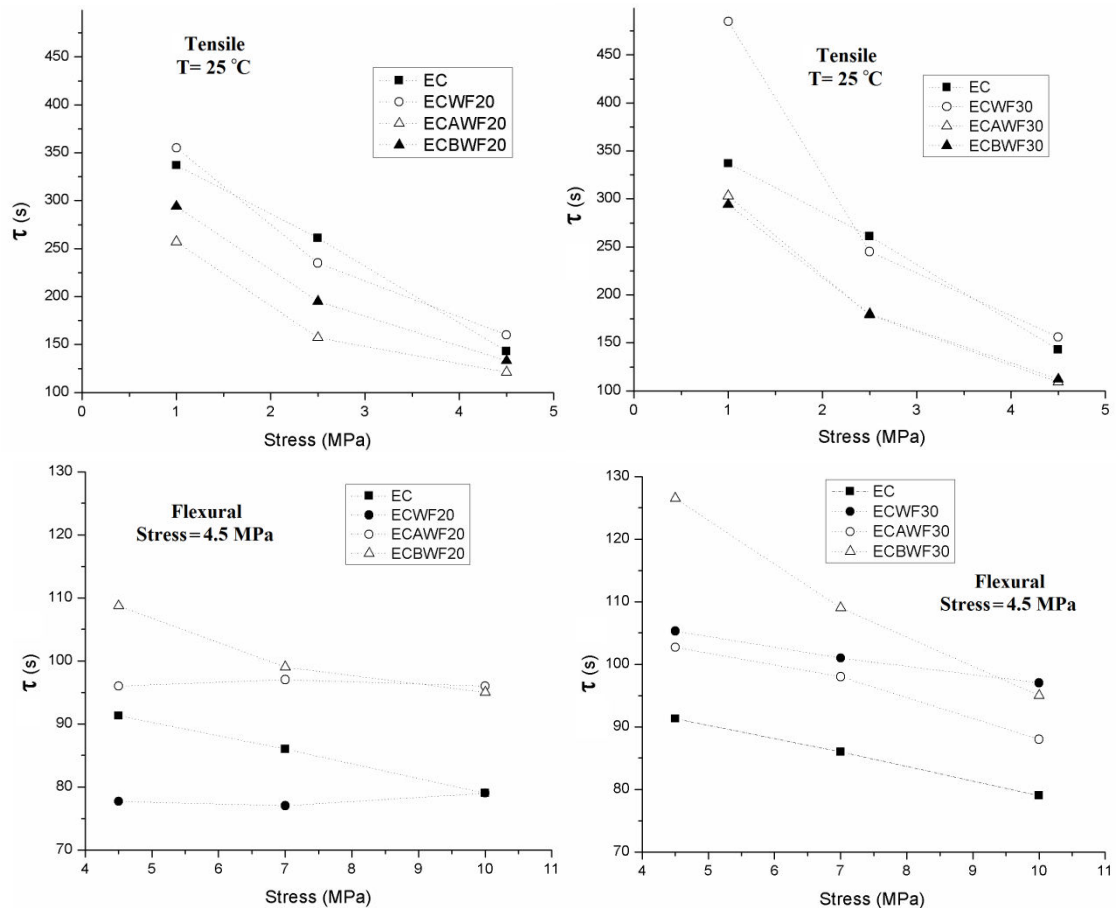 Tensile
T= 25 °C
EC
ECWF20
ECAWF20
ECBWF20
450
400
350
300
250
200
150
100
0 1 2 3 4 5
τ (s)
Stress (MPa)
Tensile
T= 25 °C
EC
ECWF30
ECAWF30
ECBWF30
450
400
350
300
250
200
150
100
0 1 2 3 4 5
τ (s)
Stress (MPa)
Flexural
Stress = 4.5 MPa
EC
ECWF20
ECAWF20
ECBWF20
130
120
110
100
90
80
70
4 5 6 7 8 9 10 11
τ (s)
Stress (MPa)
EC
ECWF30
ECAWF30
ECBWF30
Flexural
Stress = 4.5 MPa
130
120
110
100
90
80
70
4 5 6 7 8 9 10 11
τ (s)
Stress (MPa)